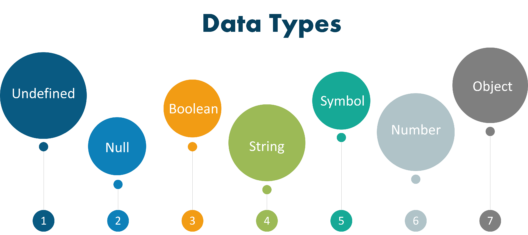 Data Types
Undefined
Null
Boolean
String
Symbol
Number
Object
1
2
3
4
5
6
7